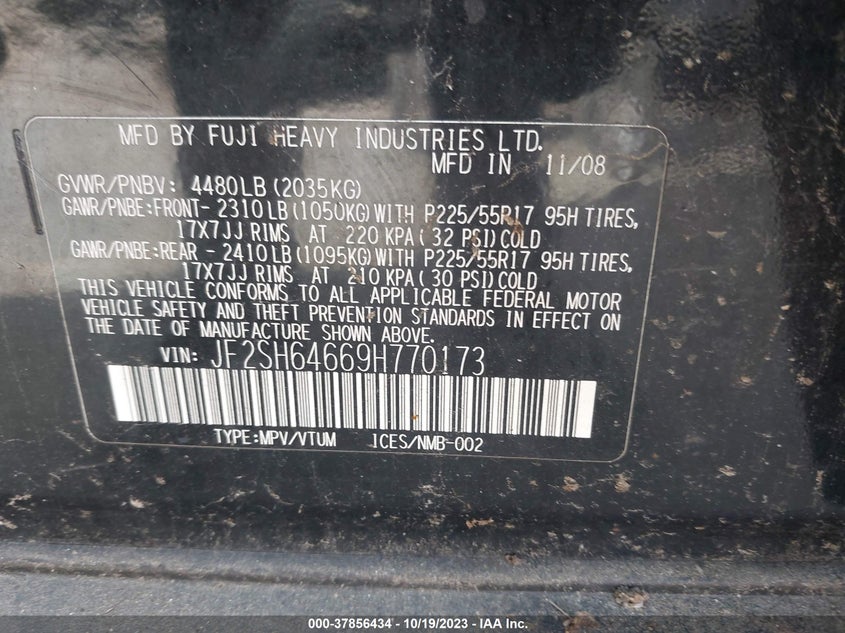 MFD BY FUJI HEAVY INDUSTRIES LTD.
MFD IN 11/08
GVWR/PNBV: 4480LB(2035KG)
GAWR/PNBE:FRONT- 2310LB(1050KG)WITH P225/55R17 95H TIRES,
17X7JJ RIMS AT 220 KPA( 32 PSI)COLD
GAWR/PNBE:REAR - 2410LB(1095KG)WITH P225/55R17 95H TIRES,
17X7JJ RIMS AT 210 KPA( 30 PSI)COLD
THIS VEHICLE CONFORMS TO ALL APPLICABLE FEDERAL MOTOR
VEHICLE SAFETY AND THEFT PREVENTION STANDARDS IN EFFECT ON
THE DATE OF MANUFACTURE SHOWN ABOVE.
VIN: JF2SH64669H770173
TYPE:MPV/VTUM ICES/NMB-002
000-37856434 - 10/19/2023 - IAA Inc.